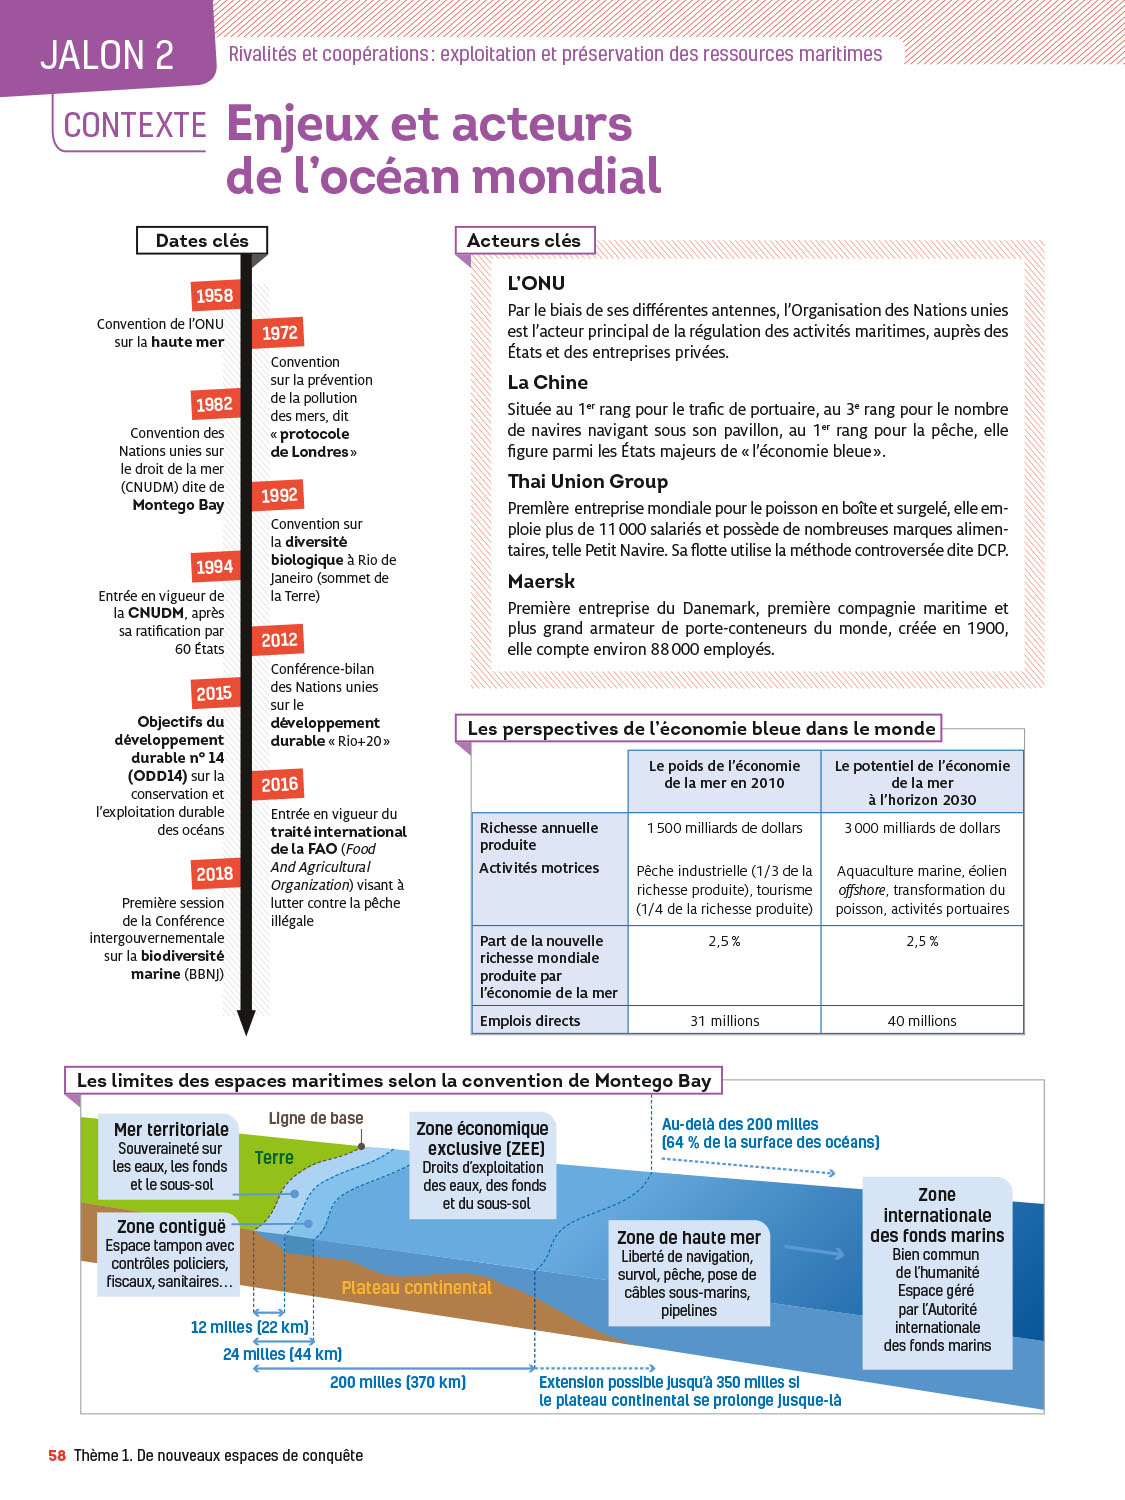 JALON 2
Rivalités et coopérations : exploitation et préservation des ressources maritimes
CONTEXTE
Enjeux et acteurs
de l'océan mondial
Dates clés
1958
Convention de l'ONU
sur la haute mer
1972
Convention
sur la prévention
de la pollution
des mers, dit
« protocole
de Londres »
1982
Convention des
Nations unies sur
le droit de la mer
(CNUDM) dite de
Montego Bay
1992
Convention sur
la diversité
biologique à Rio de
Janeiro (sommet de
la Terre)
1994
Entrée en vigueur de
la CNUDM, après
sa ratification par
60 États
2012
Conférence-bilan
des Nations unies
sur le
développement
durable « Rio+20 »
2015
Objectifs du
développement
durable nº 14
(ODD14) sur la
conservation et
l'exploitation durable
des océans
2016
Entrée en vigueur du
traité international
de la FAO (Food
And Agricultural
Organization) visant à
lutter contre la pêche
illégale
2018
Première session
de la Conférence
intergouvernementale
sur la biodiversité
marine (BBNJ)
Acteurs clés
L'ONU
Par le biais de ses différentes antennes, l'Organisation des Nations unies
est l'acteur principal de la régulation des activités maritimes, auprès des
États et des entreprises privées.
La Chine
Située au 1er rang pour le trafic de portuaire, au 3e rang pour le nombre
de navires navigant sous son pavillon, au 1er rang pour la pêche, elle
figure parmi les États majeurs de « l'économie bleue ».
Thai Union Group
Première entreprise mondiale pour le poisson en boîte et surgelé, elle em-
ploie plus de 11 000 salariés et possède de nombreuses marques alimen-
taires, telle Petit Navire. Sa flotte utilise la méthode controversée dite DCP.
Maersk
Première entreprise du Danemark, première compagnie maritime et
plus grand armateur de porte-conteneurs du monde, créée en 1900,
elle compte environ 88 000 employés.
Les perspectives de l'économie bleue dans le monde
Le poids de l'économie
de la mer en 2010
Le potentiel de l'économie
de la mer
à l'horizon 2030
Richesse annuelle
produite
1 500 milliards de dollars
3 000 milliards de dollars
Activités motrices
Pêche industrielle (1/3 de la
richesse produite), tourisme
(1/4 de la richesse produite)
Aquaculture marine, éolien
offshore, transformation du
poisson, activités portuaires
Part de la nouvelle
richesse mondiale
produite par
l'économie de la mer
2,5 %
2,5 %
Emplois directs
31 millions
40 millions
Les limites des espaces maritimes selon la convention de Montego Bay
Mer territoriale
Souveraineté sur
les eaux, les fonds
et le sous-sol
Ligne de base
Terre
Zone économique
exclusive (ZEE)
Droits d'exploitation
des eaux, des fonds
et du sous-sol
Au-delà des 200 milles
(64 % de la surface des océans)
Zone contiguë
Espace tampon avec
contrôles policiers,
fiscaux, sanitaires…
Plateau continental
Zone de haute mer
Liberté de navigation,
survol, pêche, pose de
câbles sous-marins,
pipelines
Zone
internationale
des fonds marins
Bien commun
de l'humanité
Espace géré
par l'Autorité
internationale
des fonds marins
12 milles (22 km)
24 milles (44 km)
200 milles (370 km)
Extension possible jusqu'à 350 milles si
le plateau continental se prolonge jusque-là
58 Thème 1. De nouveaux espaces de conquête